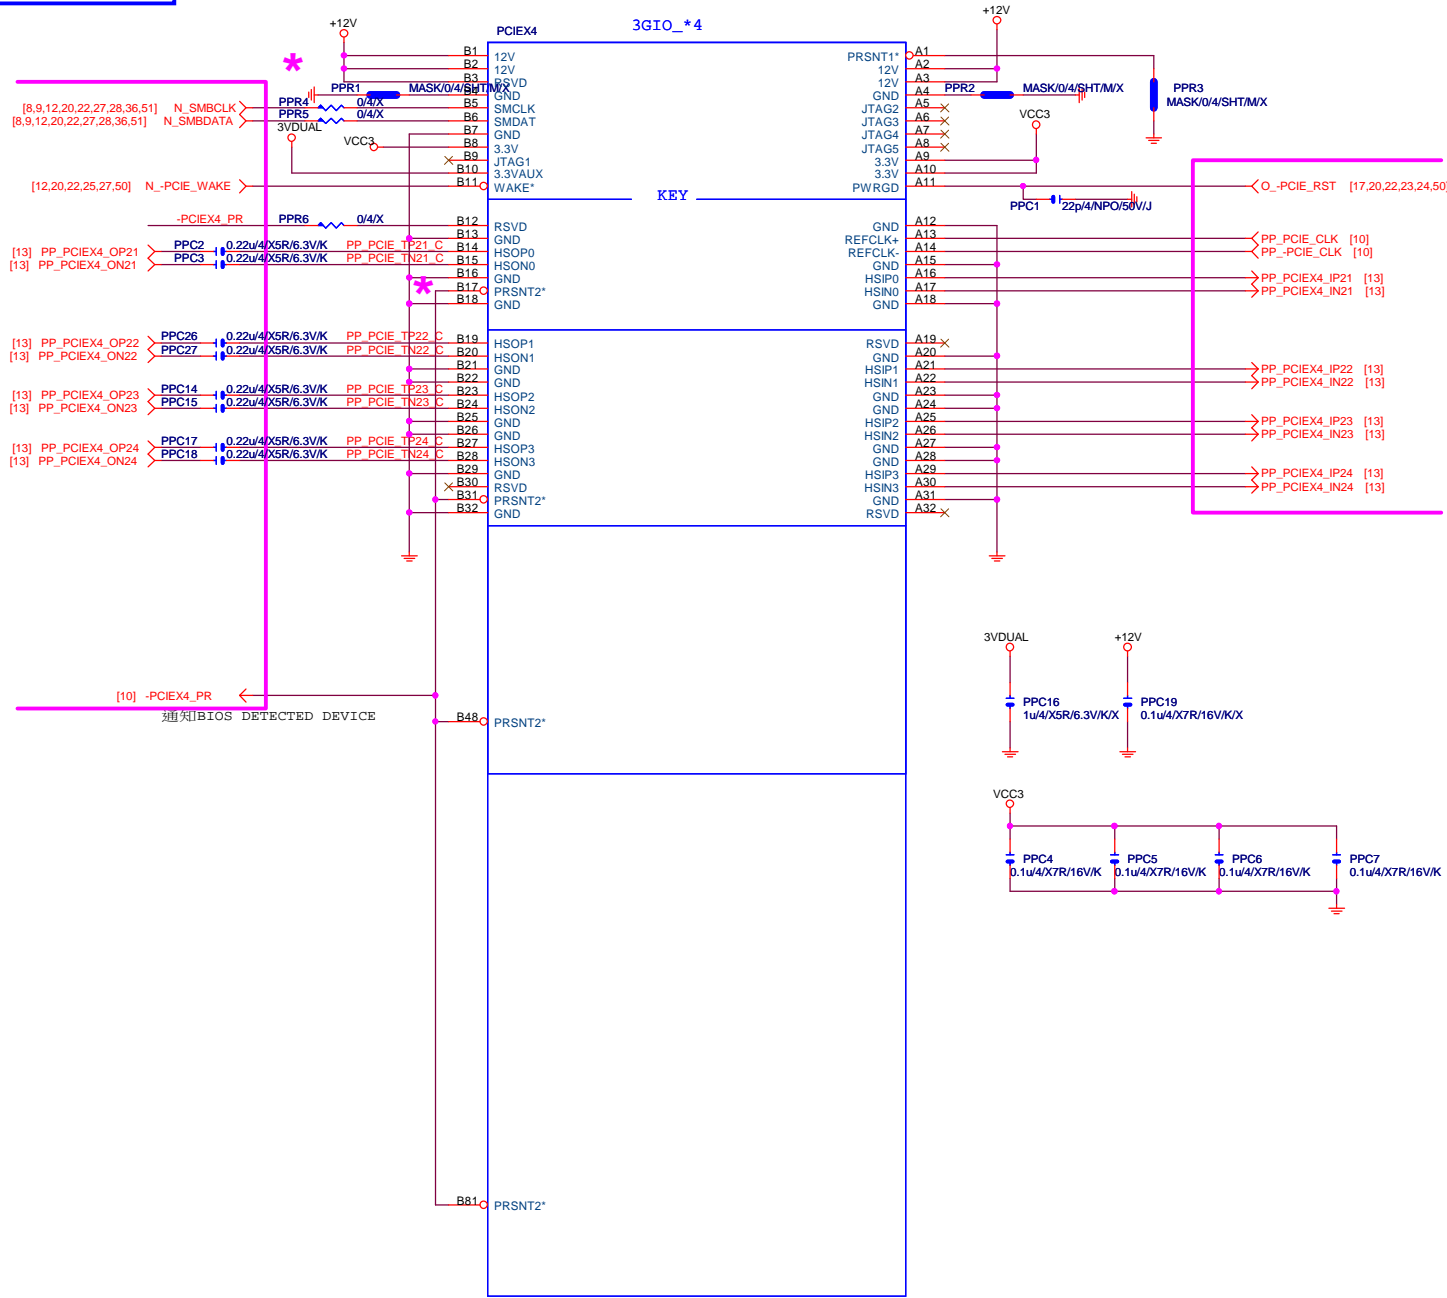 +12V
PCIEX4
3GIO_*4
+12V
B1 12V
B2 12V
B3 RSVD
PPR1 MASK/0/4/SHT/M/X
B4 GND
[8,9,12,20,22,27,28,36,51] N_SMBCLK PPR4 0/4/X B5 SMCLK
[8,9,12,20,22,27,28,36,51] N_SMBDATA PPR5 0/4/X B6 SMDAT
3VDUAL
B7 GND
VCC3
B8 3.3V
B9 JTAG1
B10 3.3VAUX
[12,20,22,25,27,50] N_-PCIE_WAKE B11 WAKE*
PRSNT1* A1
12V A2
12V A3
GND A4 PPR2 MASK/0/4/SHT/M/X
PPR3
MASK/0/4/SHT/M/X
JTAG2 A5
JTAG3 A6
VCC3
JTAG4 A7
JTAG5 A8
3.3V A9
3.3V A10
PWRGD A11 O_-PCIE_RST [17,20,22,23,24,50]
PPC1 22p/4/NPO/50V/J
KEY
-PCIEX4_PR PPR6 0/4/X B12 RSVD
B13 GND
[13] PP_PCIEX4_OP21 PPC2 0.22u/4/X5R/6.3V/K PP_PCIE_TP21_C B14 HSOP0
[13] PP_PCIEX4_ON21 PPC3 0.22u/4/X5R/6.3V/K PP_PCIE_TN21_C B15 HSON0
B16 GND
* B17 PRSNT2*
B18 GND
GND A12
REFCLK+ A13 PP_PCIE_CLK [10]
REFCLK- A14 PP_-PCIE_CLK [10]
GND A15
HSIP0 A16 PP_PCIEX4_IP21 [13]
HSIN0 A17 PP_PCIEX4_IN21 [13]
GND A18
[13] PP_PCIEX4_OP22 PPC26 0.22u/4/X5R/6.3V/K PP_PCIE_TP22_C B19 HSOP1
[13] PP_PCIEX4_ON22 PPC27 0.22u/4/X5R/6.3V/K PP_PCIE_TN22_C B20 HSON1
B21 GND
B22 GND
[13] PP_PCIEX4_OP23 PPC14 0.22u/4/X5R/6.3V/K PP_PCIE_TP23_C B23 HSOP2
[13] PP_PCIEX4_ON23 PPC15 0.22u/4/X5R/6.3V/K PP_PCIE_TN23_C B24 HSON2
B25 GND
B26 GND
[13] PP_PCIEX4_OP24 PPC17 0.22u/4/X5R/6.3V/K PP_PCIE_TP24_C B27 HSOP3
[13] PP_PCIEX4_ON24 PPC18 0.22u/4/X5R/6.3V/K PP_PCIE_TN24_C B28 HSON3
B29 GND
B30 RSVD
B31 PRSNT2*
B32 GND
RSVD A19
GND A20
HSIP1 A21 PP_PCIEX4_IP22 [13]
HSIN1 A22 PP_PCIEX4_IN22 [13]
GND A23
GND A24
HSIP2 A25 PP_PCIEX4_IP23 [13]
HSIN2 A26 PP_PCIEX4_IN23 [13]
GND A27
GND A28
HSIP3 A29 PP_PCIEX4_IP24 [13]
HSIN3 A30 PP_PCIEX4_IN24 [13]
GND A31
RSVD A32
[10] -PCIEX4_PR
通知BIOS DETECTED DEVICE
B48 PRSNT2*
B81 PRSNT2*
3VDUAL
PPC16
1u/4/X5R/6.3V/K/X
+12V
PPC19
0.1u/4/X7R/16V/K/X
VCC3
PPC4
0.1u/4/X7R/16V/K
PPC5
0.1u/4/X7R/16V/K
PPC6
0.1u/4/X7R/16V/K
PPC7
0.1u/4/X7R/16V/K
*